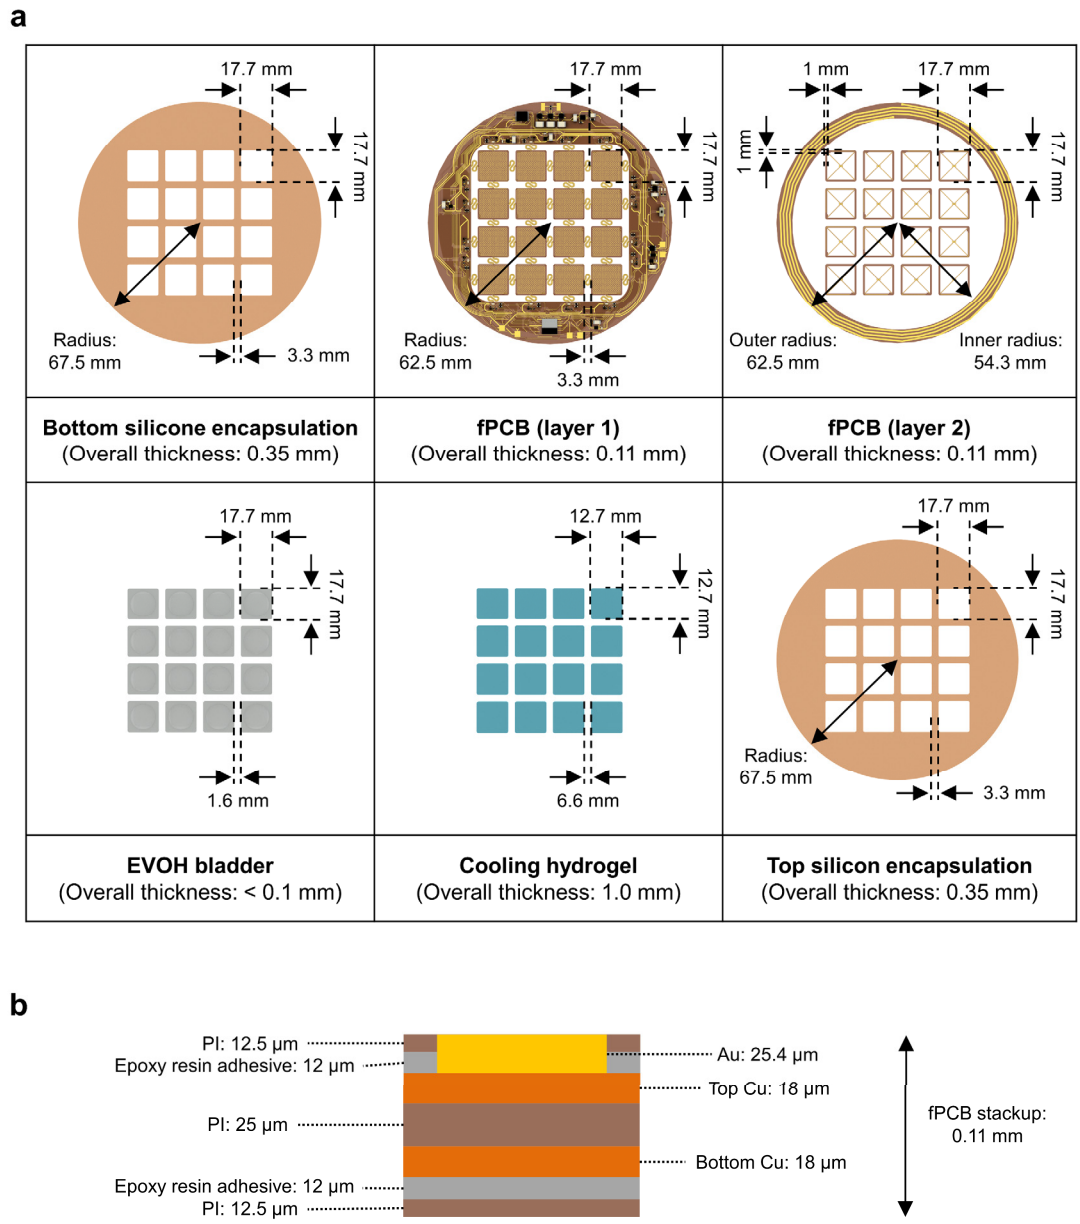 a
17.7 mm
17.7 mm
Radius:
67.5 mm
3.3 mm
Bottom silicone encapsulation
(Overall thickness: 0.35 mm)
17.7 mm
17.7 mm
Radius:
62.5 mm
3.3 mm
fPCB (layer 1)
(Overall thickness: 0.11 mm)
1 mm
17.7 mm
1 mm
17.7 mm
Outer radius:
62.5 mm
Inner radius:
54.3 mm
fPCB (layer 2)
(Overall thickness: 0.11 mm)
17.7 mm
17.7 mm
1.6 mm
EVOH bladder
(Overall thickness: < 0.1 mm)
12.7 mm
12.7 mm
6.6 mm
Cooling hydrogel
(Overall thickness: 1.0 mm)
17.7 mm
17.7 mm
Radius:
67.5 mm
3.3 mm
Top silicon encapsulation
(Overall thickness: 0.35 mm)
b
PI: 12.5 µm
Epoxy resin adhesive: 12 µm
Au: 25.4 µm
Top Cu: 18 µm
PI: 25 µm
Bottom Cu: 18 µm
Epoxy resin adhesive: 12 µm
PI: 12.5 µm
fPCB stackup:
0.11 mm